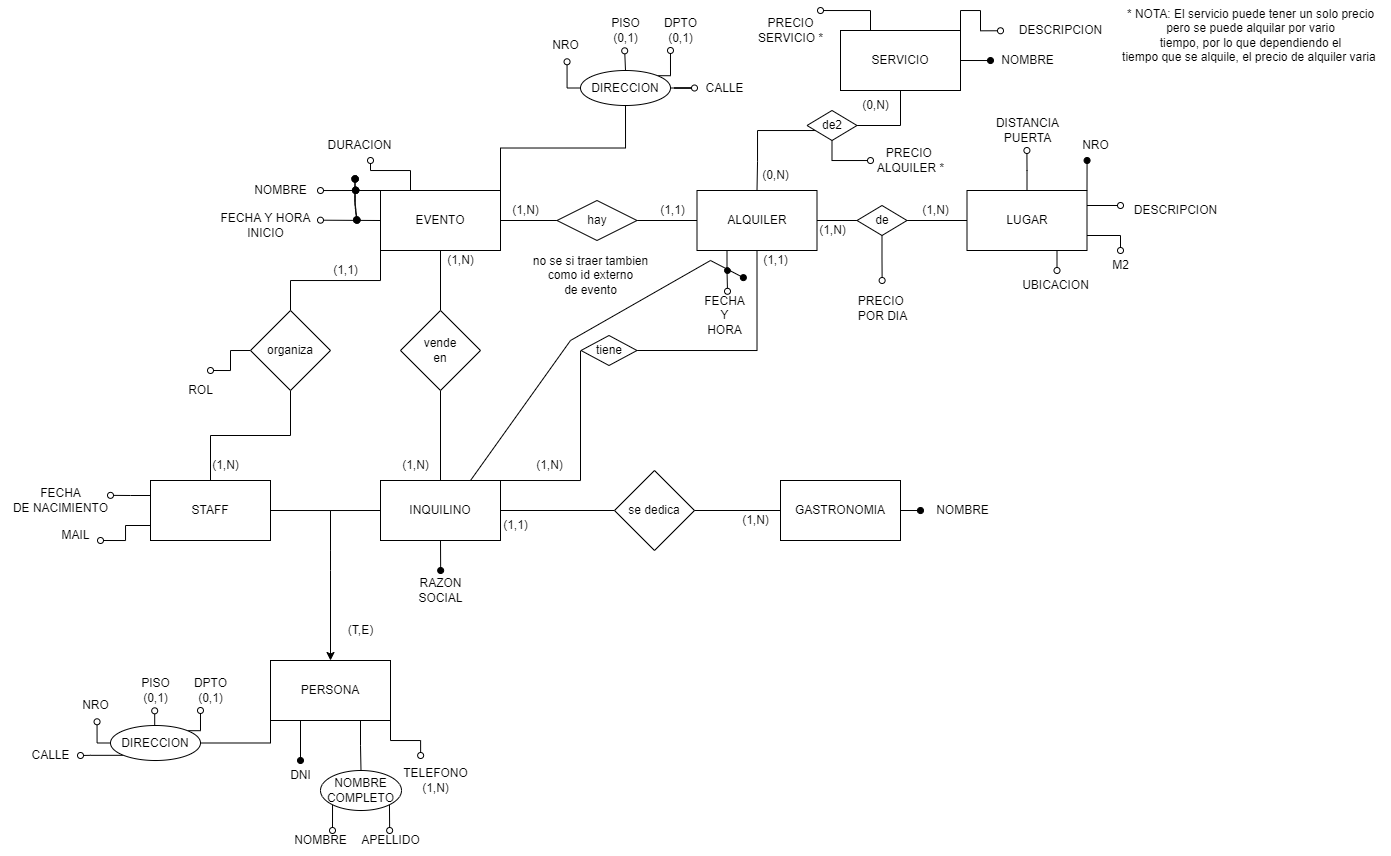 PRECIO
SERVICIO *
SERVICIO
DESCRIPCION
NOMBRE
(0,N)
* NOTA: El servicio puede tener un solo precio
pero se puede alquilar por vario
tiempo, por lo que dependiendo el
tiempo que se alquile, el precio de alquiler varia
PISO
(0,1)
DPTO
(0,1)
NRO
DIRECCION
CALLE
de2
PRECIO
ALQUILER *
(0,N)
DISTANCIA
PUERTA
NRO
DURACION
NOMBRE
FECHA Y HORA
INICIO
EVENTO
(1,N)
hay
(1,1)
ALQUILER
(1,N)
de
(1,N)
LUGAR
DESCRIPCION
M2
UBICACION
PRECIO
POR DIA
(1,1)
(1,N)
no se si traer tambien
como id externo
de evento
(1,1)
FECHA
Y
HORA
organiza
ROL
vende
en
tiene
(1,N)
(1,N)
(1,N)
FECHA
DE NACIMIENTO
MAIL
STAFF
INQUILINO
(1,1)
se dedica
(1,N)
GASTRONOMIA
NOMBRE
RAZON
SOCIAL
(T,E)
PERSONA
PISO
(0,1)
DPTO
(0,1)
NRO
DIRECCION
CALLE
DNI
NOMBRE
COMPLETO
TELEFONO
(1,N)
NOMBRE
APELLIDO